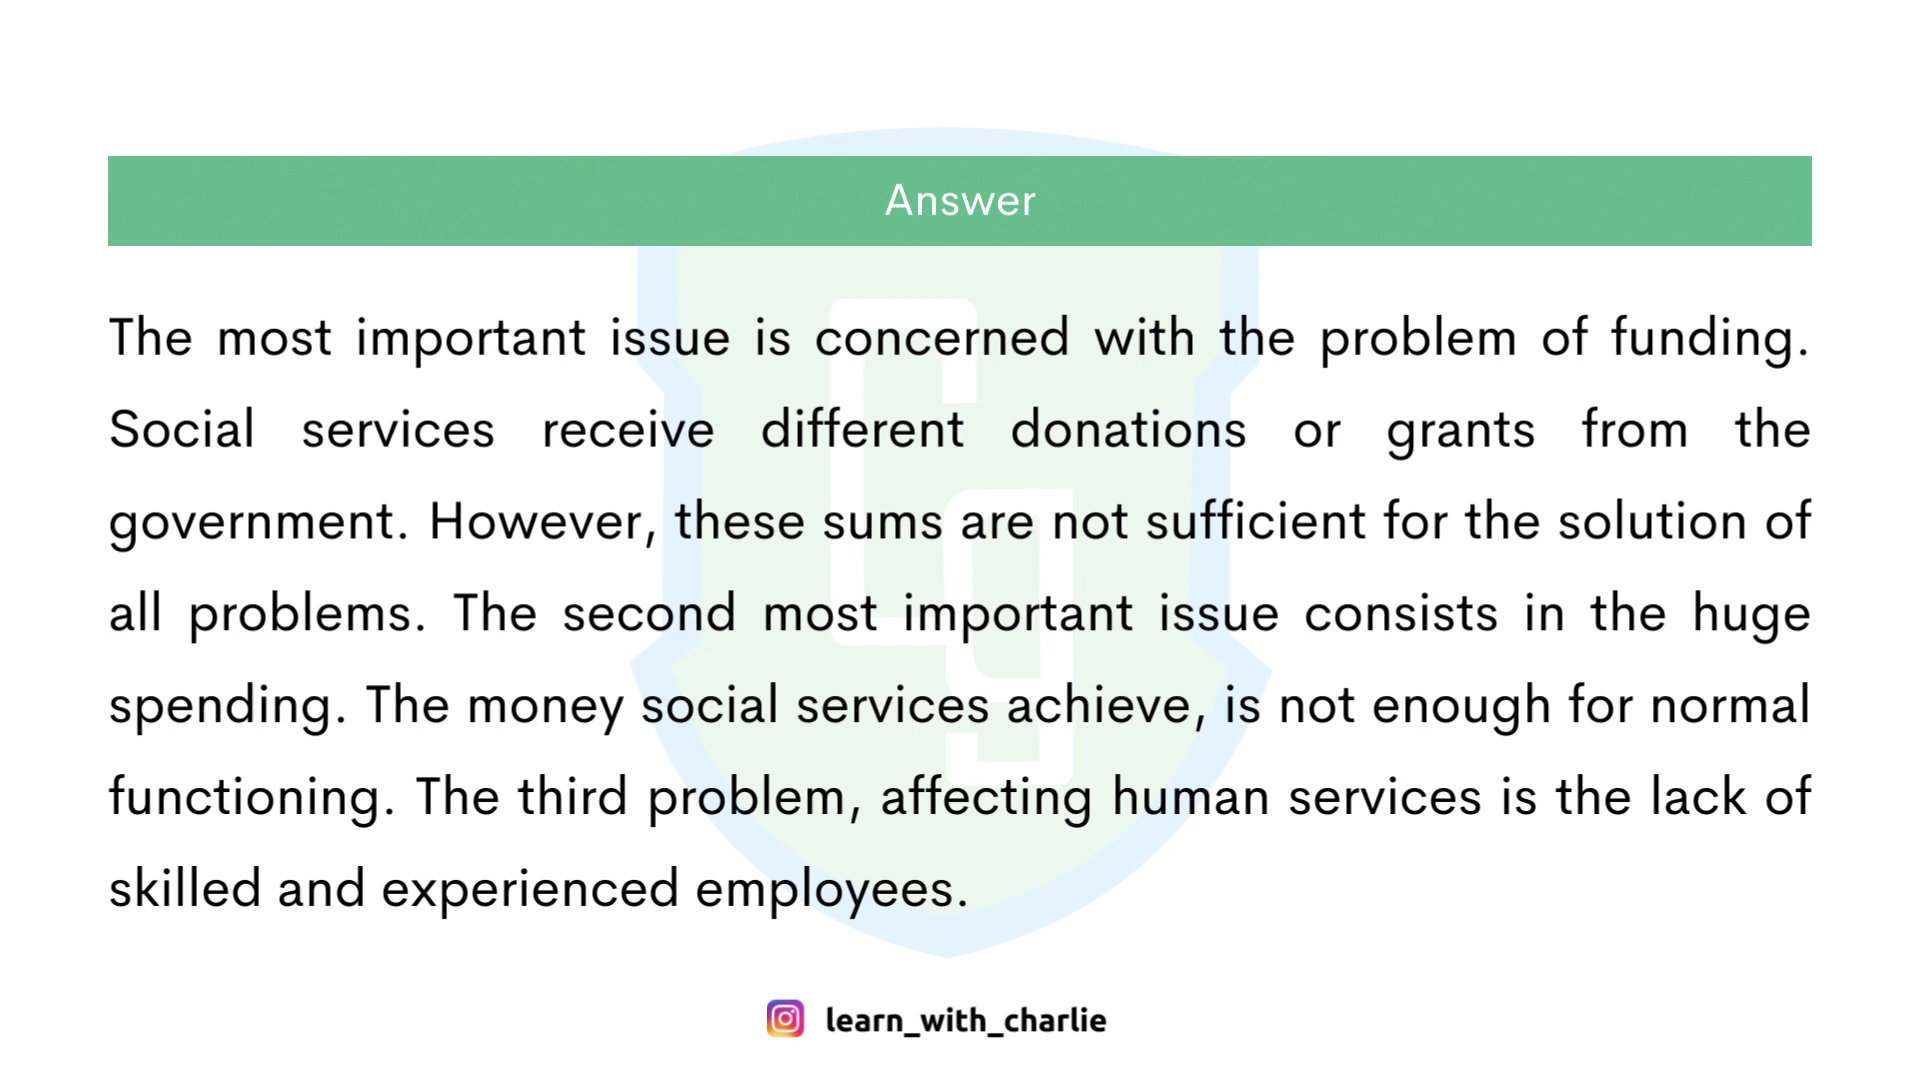 Answer
The most important issue is concerned with the problem of funding.
Social services receive different donations or grants from the
government. However, these sums are not sufficient for the solution of
all problems. The second most important issue consists in the huge
spending. The money social services achieve, is not enough for normal
functioning. The third problem, affecting human services is the lack of
skilled and experienced employees.
learn_with_charlie